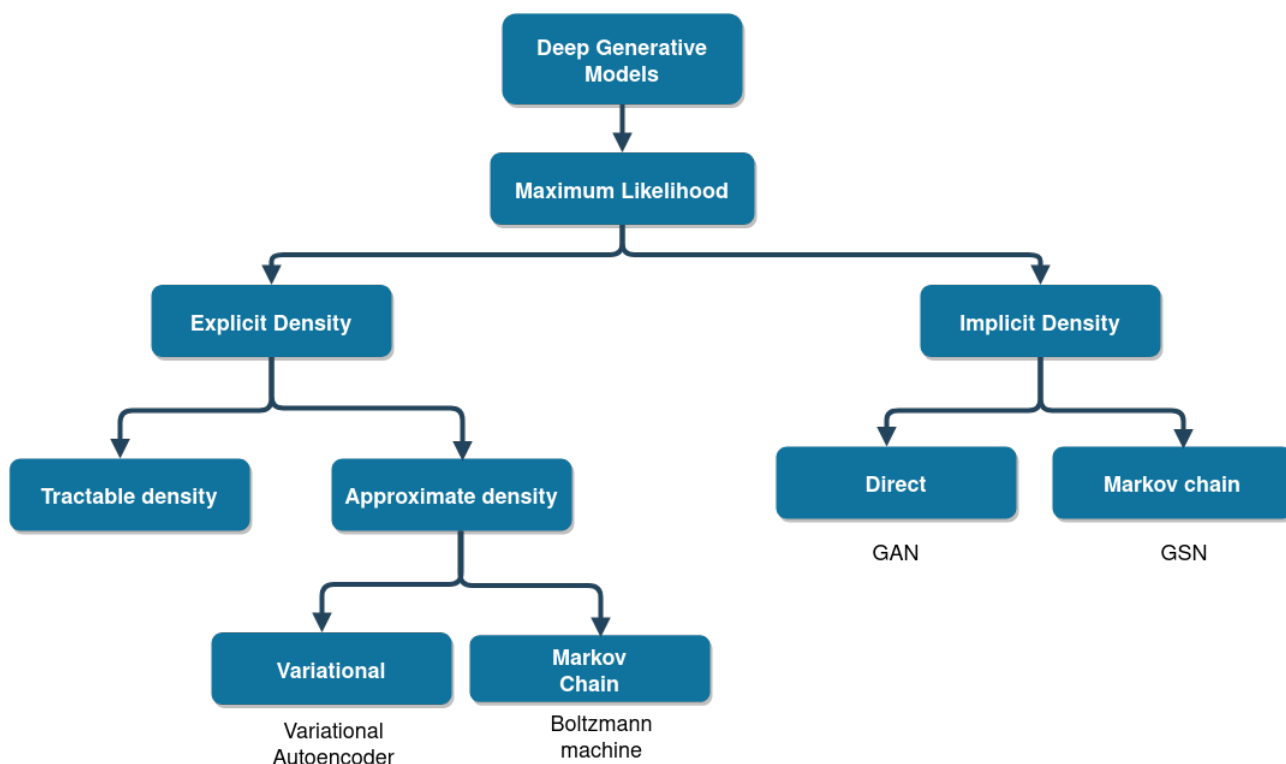 Deep Generative
Models
Maximum Likelihood
Explicit Density
Implicit Density
Tractable density
Approximate density
Direct
Markov chain
GAN
GSN
Variational
Markov
Chain
Variational
Autoencoder
Boltzmann
machine